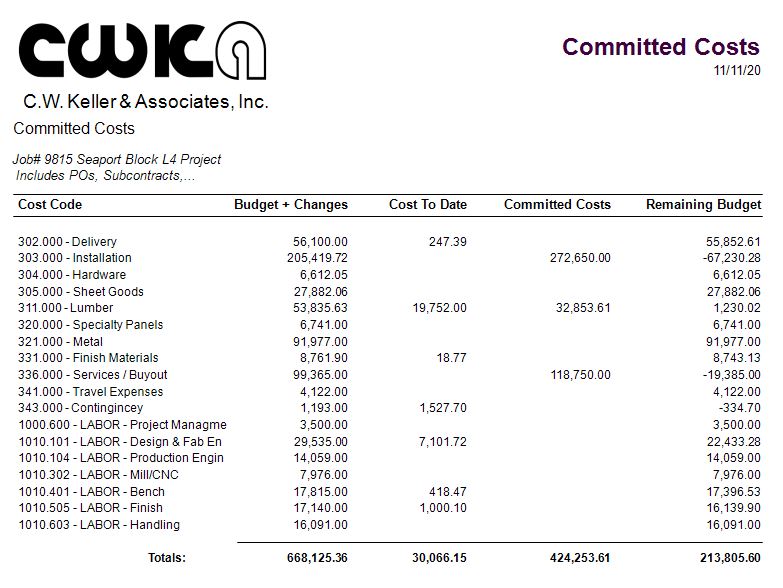 CWKA
Committed Costs
11/11/20
C.W. Keller & Associates, Inc.
Committed Costs
Job# 9815 Seaport Block L4 Project
Includes POs, Subcontracts,...
Cost Code Budget + Changes Cost To Date Committed Costs Remaining Budget
302.000 - Delivery 56,100.00 247.39 55,852.61
303.000 - Installation 205,419.72 272,650.00 -67,230.28
304.000 - Hardware 6,612.05 6,612.05
305.000 - Sheet Goods 27,882.06 27,882.06
311.000 - Lumber 53,835.63 19,752.00 32,853.61 1,230.02
320.000 - Specialty Panels 6,741.00 6,741.00
321.000 - Metal 91,977.00 91,977.00
331.000 - Finish Materials 8,761.90 18.77 8,743.13
336.000 - Services / Buyout 99,365.00 118,750.00 -19,385.00
341.000 - Travel Expenses 4,122.00 4,122.00
343.000 - Contingincey 1,193.00 1,527.70 -334.70
1000.600 - LABOR - Project Managme 3,500.00 3,500.00
1010.101 - LABOR - Design & Fab En 29,535.00 7,101.72 22,433.28
1010.104 - LABOR - Production Engin 14,059.00 14,059.00
1010.302 - LABOR - Mill/CNC 7,976.00 7,976.00
1010.401 - LABOR - Bench 17,815.00 418.47 17,396.53
1010.505 - LABOR - Finish 17,140.00 1,000.10 16,139.90
1010.603 - LABOR - Handling 16,091.00 16,091.00
Totals: 668,125.36 30,066.15 424,253.61 213,805.60